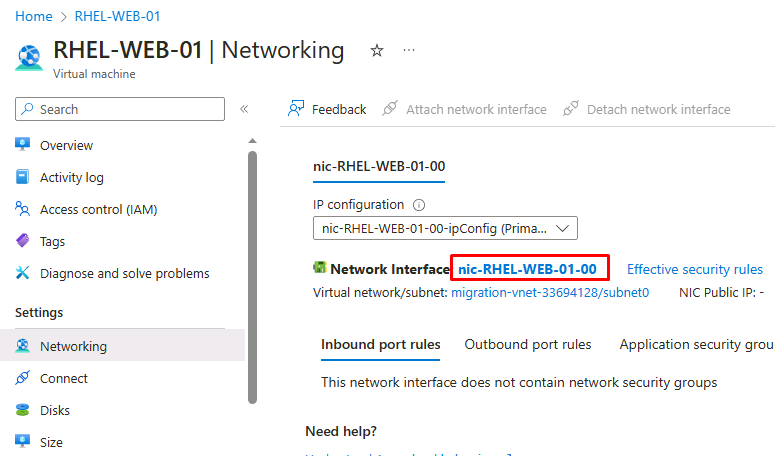 Home > RHEL-WEB-01
RHEL-WEB-01 | Networking
Virtual machine
Search
Overview
Activity log
Access control (IAM)
Tags
Diagnose and solve problems
Settings
Networking
Connect
Disks
Size
Feedback
Attach network interface
Detach network interface
nic-RHEL-WEB-01-00
IP configuration
nic-RHEL-WEB-01-00-ipConfig (Prima...
Network Interface nic-RHEL-WEB-01-00 Effective security rules
Virtual network/subnet: migration-vnet-33694128/subnet0 NIC Public IP: -
Inbound port rules Outbound port rules Application security grou
This network interface does not contain network security groups
Need help?